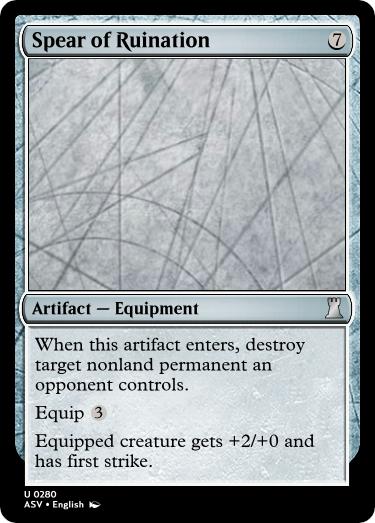 Spear of Ruination 7
Artifact — Equipment
When this artifact enters, destroy
target nonland permanent an
opponent controls.
Equip 3
Equipped creature gets +2/+0 and
has first strike.
U 0280
ASV • English